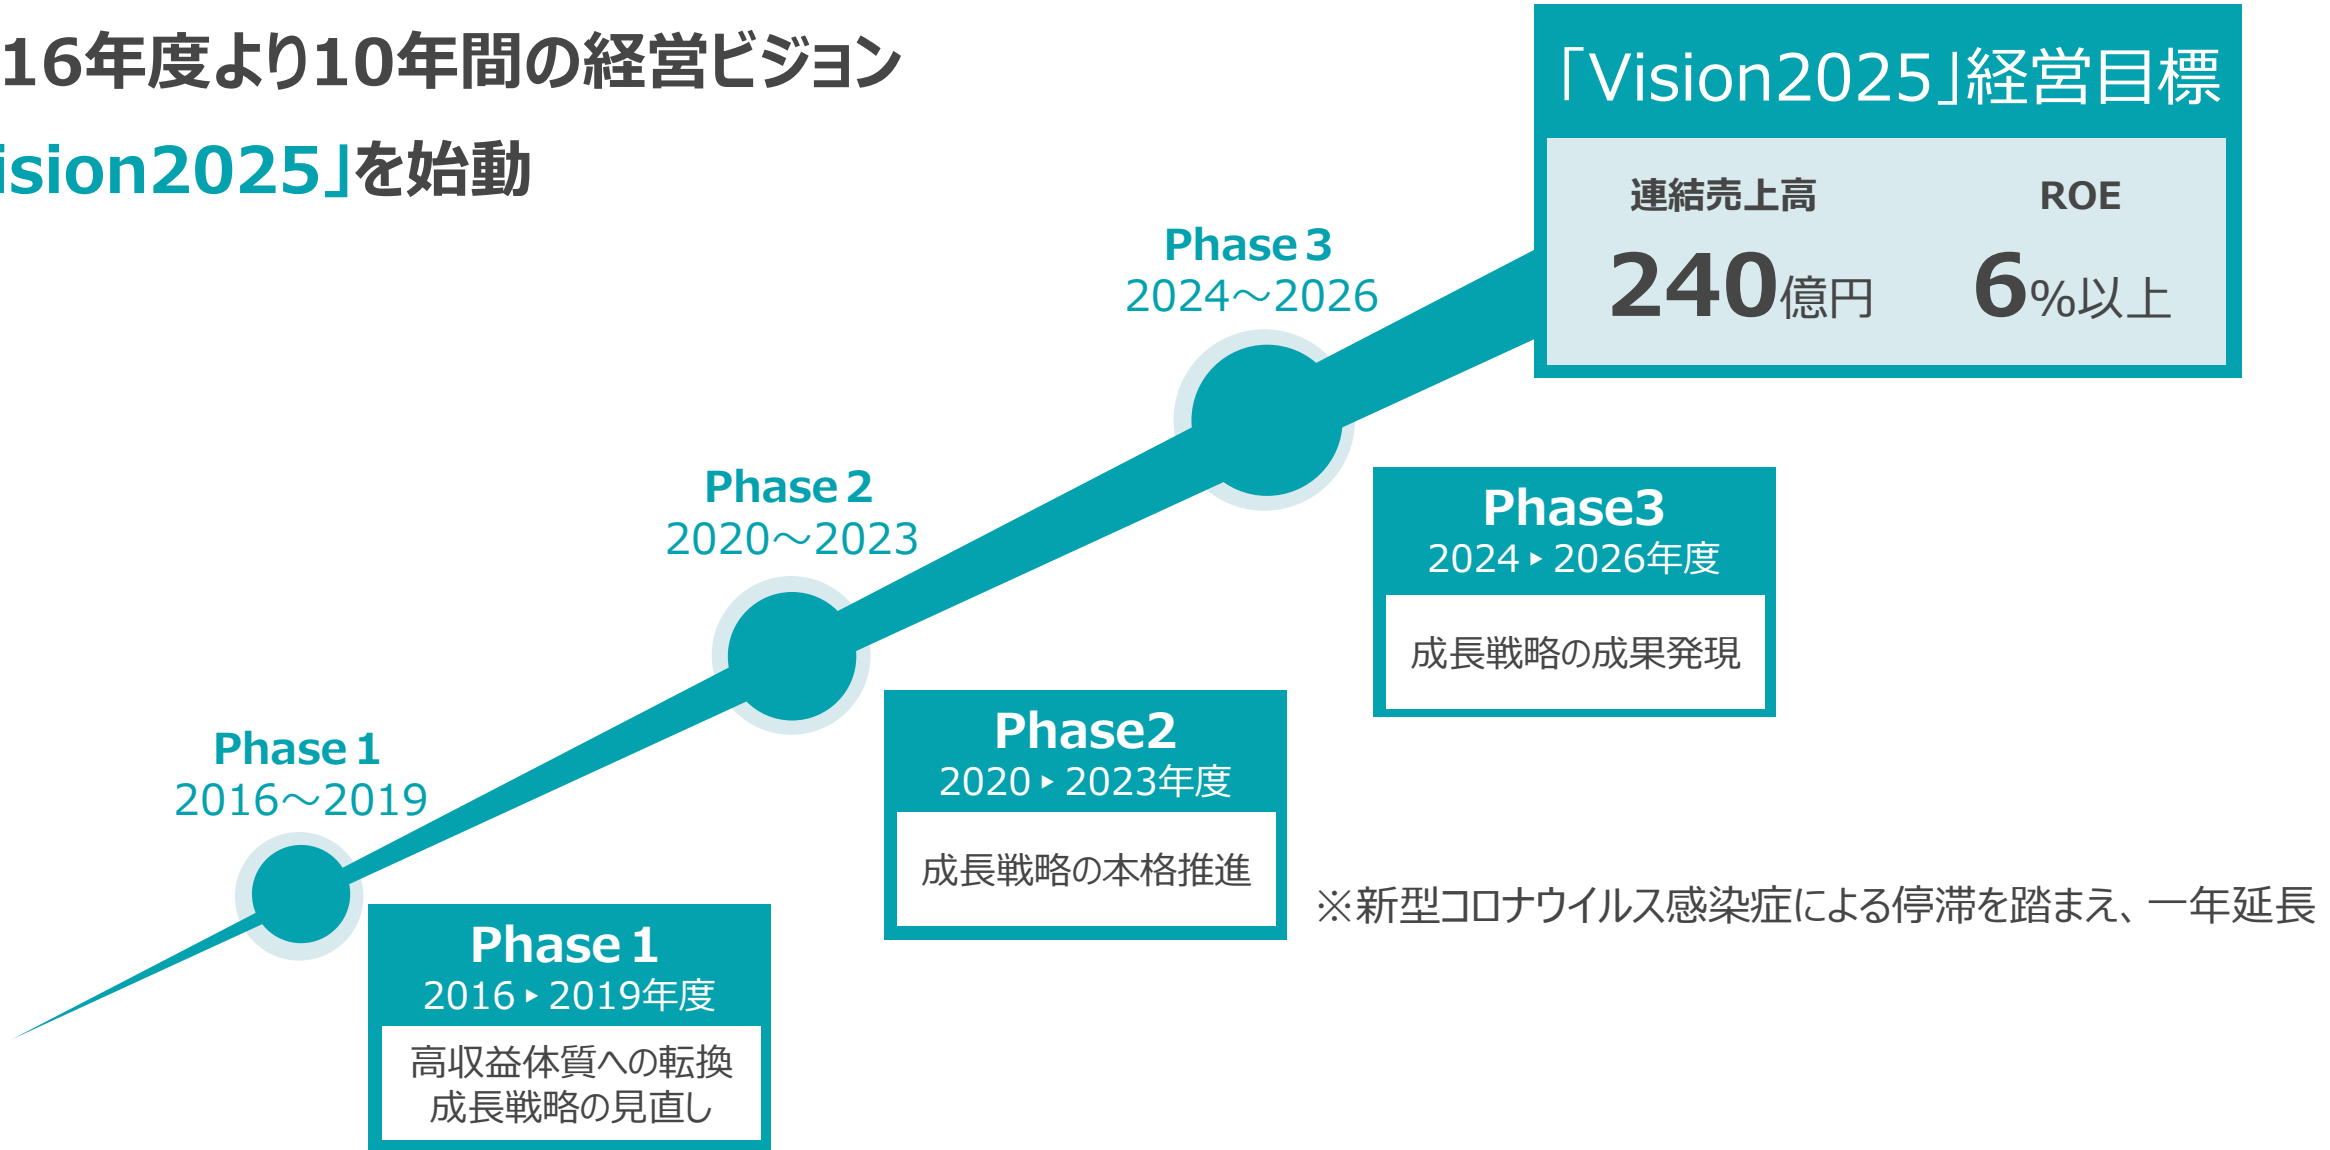 16年度より10年間の経営ビジョン
ision2025」を始動
「Vision2025」経営目標
連結売上高
ROE
240億円
6%以上
Phase 3
2024～2026
Phase 2
2020～2023
Phase 1
2016～2019
Phase3
2024▶2026年度
成長戦略の成果発現
Phase2
2020▶2023年度
成長戦略の本格推進
※新型コロナウイルス感染症による停滞を踏まえ、一年延長
Phase 1
2016▶2019年度
高収益体質への転換
成長戦略の見直し